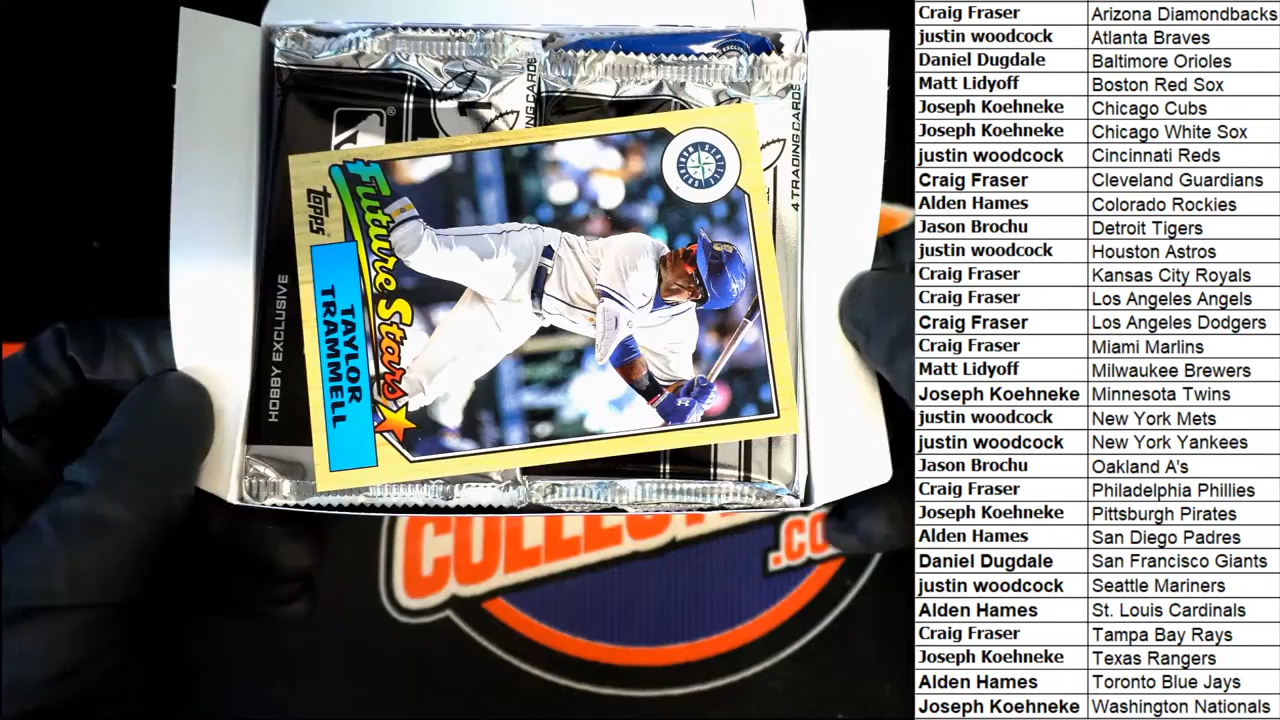 HOBBY EXCLUSIVE
NG CARDS
4 TRADING CARDS
Future Stars
topps
TAYLOR
TRAMMELL
SEATTLE
MARINERS
COLLECT
.CO
Craig Fraser Arizona Diamondbacks
justin woodcock Atlanta Braves
Daniel Dugdale Baltimore Orioles
Matt Lidyoff Boston Red Sox
Joseph Koehneke Chicago Cubs
Joseph Koehneke Chicago White Sox
justin woodcock Cincinnati Reds
Craig Fraser Cleveland Guardians
Alden Hames Colorado Rockies
Jason Brochu Detroit Tigers
justin woodcock Houston Astros
Craig Fraser Kansas City Royals
Craig Fraser Los Angeles Angels
Craig Fraser Los Angeles Dodgers
Craig Fraser Miami Marlins
Matt Lidyoff Milwaukee Brewers
Joseph Koehneke Minnesota Twins
justin woodcock New York Mets
justin woodcock New York Yankees
Jason Brochu Oakland A's
Craig Fraser Philadelphia Phillies
Joseph Koehneke Pittsburgh Pirates
Alden Hames San Diego Padres
Daniel Dugdale San Francisco Giants
justin woodcock Seattle Mariners
Alden Hames St. Louis Cardinals
Craig Fraser Tampa Bay Rays
Joseph Koehneke Texas Rangers
Alden Hames Toronto Blue Jays
Joseph Koehneke Washington Nationals